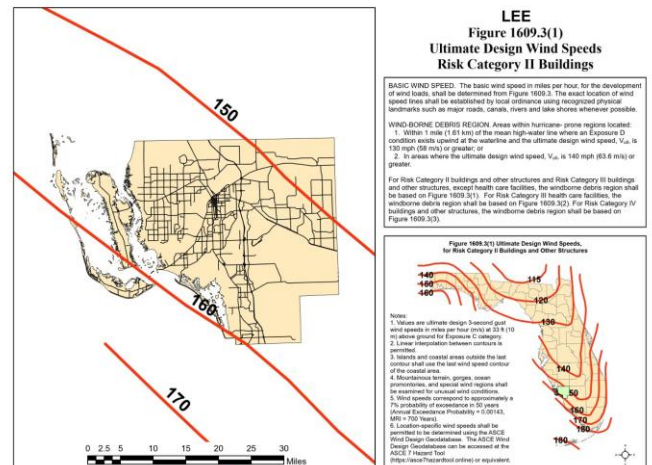 LEE
Figure 1609.3(1)
Ultimate Design Wind Speeds
Risk Category II Buildings
BASIC WIND SPEED. The basic wind speed in miles per hour, for the development
of wind loads, shall be determined from Figure 1609.3. The exact location of wind
speed lines shall be established by local ordinance using recognized physical
landmarks such as major roads, canals, rivers and lake shores whenever possible.
WIND-BORNE DEBRIS REGION. Areas within hurricane- prone regions located:
1. Within 1 mile (1.61 km) of the mean high-water line where an Exposure D
condition exists upwind at the waterline and the ultimate design wind speed, Vult, is
130 mph (58 m/s) or greater; or
2. In areas where the ultimate design wind speed, Vult, is 140 mph (63.6 m/s) or
greater.
For Risk Category II buildings and other structures and Risk Category III buildings
and other structures, except health care facilities, the windborne debris region shall
be based on Figure 1609.3(1). For Risk Category III health care facilities, the
windborne debris region shall be based on Figure 1609.3(2). For Risk Category IV
buildings and other structures, the windborne debris region shall be based on
Figure 1609.3(3).
150
160
170
0 2.5 5 10 15 20 25 30
Miles
Figure 1609.3(1) Ultimate Design Wind Speeds,
for Risk Category II Buildings and Other Structures
140
150
160
115
120
130
140
50
160
170
180
180
Notes:
1. Values are ultimate design 3-second gust
wind speeds in miles per hour (m/s) at 33 ft (10
m) above ground for Exposure C category.
2. Linear interpolation between contours is
permitted.
3. Islands and coastal areas outside the last
contour shall use the last wind speed contour
of the coastal area.
4. Mountainous terrain, gorges, ocean
promontories, and special wind regions shall
be examined for unusual wind conditions.
5. Wind speeds correspond to approximately a
7% probability of exceedance in 50 years
(Annual Exceedance Probability = 0.00143,
MRI = 700 Years).
6. Location-specific wind speeds shall be
permitted to be determined using the ASCE
Wind Design Geodatabase. The ASCE Wind
Design Geodatabase can be accessed at the
ASCE 7 Hazard Tool
(https://asce7hazardtool.online) or equivalent.